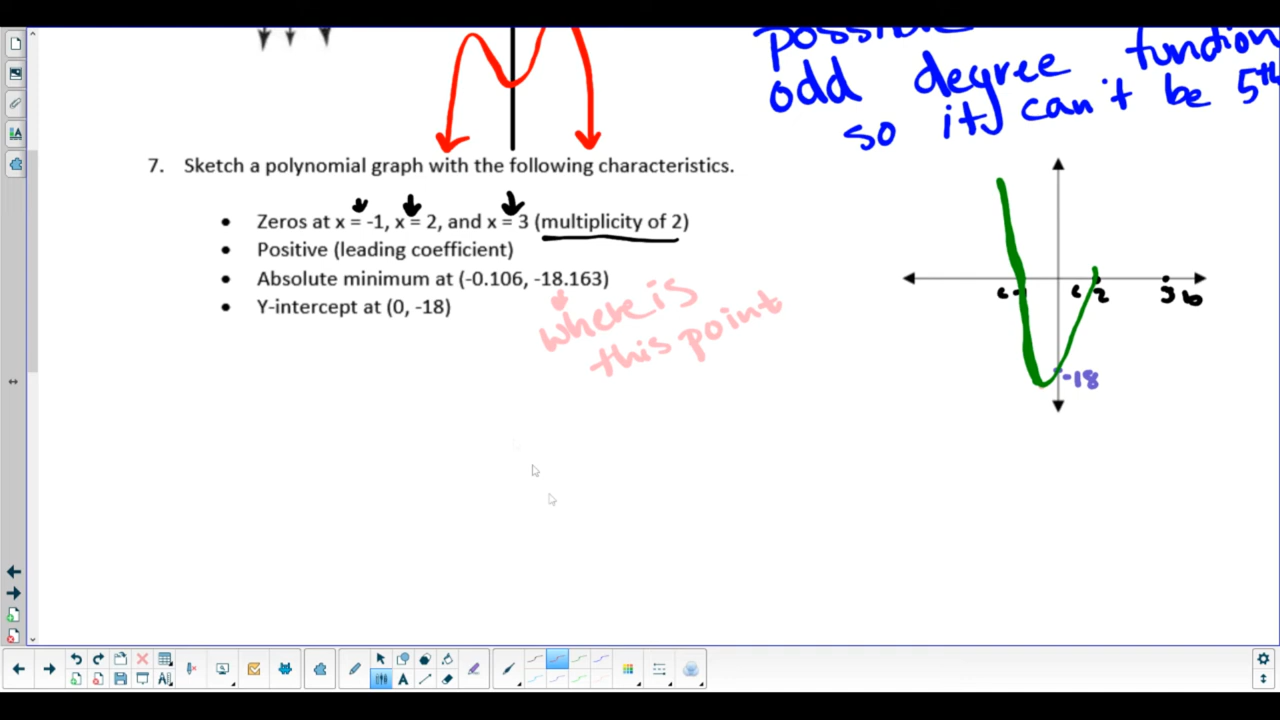 possible
odd degree function
so it can't be 5th
7. Sketch a polynomial graph with the following characteristics.
• Zeros at x = -1, x = 2, and x = 3 (multiplicity of 2)
• Positive (leading coefficient)
• Absolute minimum at (-0.106, -18.163)
• Y-intercept at (0, -18)
where is
this point
c -1 c 2 3 b
-18